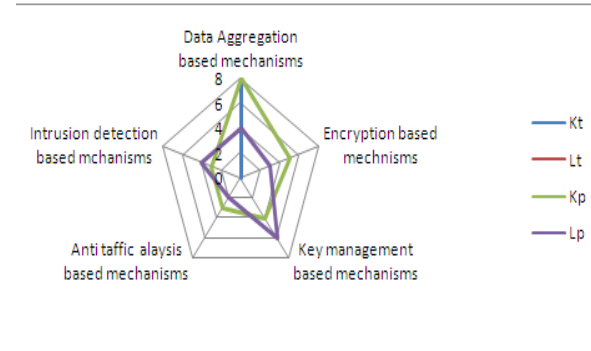 Data Aggregation
based mechanisms
8
6
4
2
0
Encryption based
mechnisms
Key management
based mechanisms
Anti taffic alaysis
based mechanisms
Intrusion detection
based mchanisms
Kt
Lt
Kp
Lp